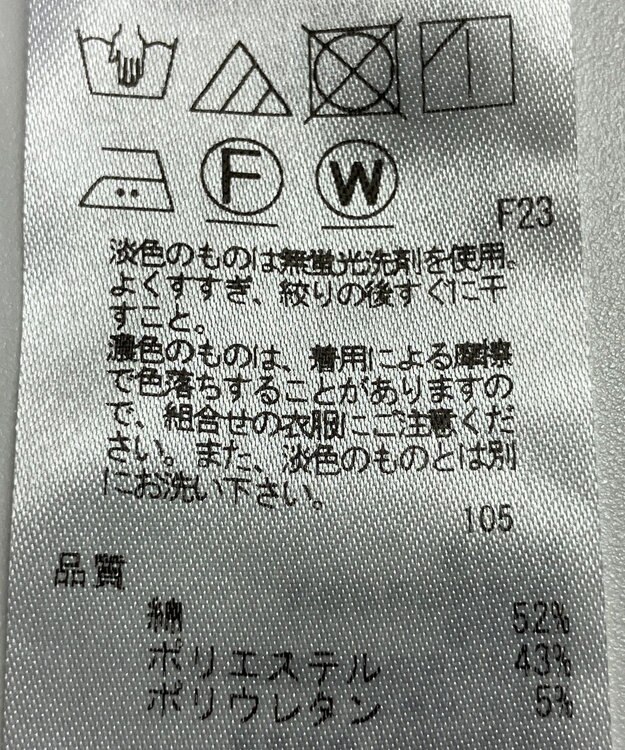 F
W
F23
淡色のものは無蛍光洗剤を使用。
よくすすぎ、絞りの後すぐに干
すこと。
濃色のものは、着用による摩擦
で色落ちすることがありますの
で、組合せの衣服にご注意くだ
さい。また、淡色のものとは別
にお洗い下さい。
105
品質
綿 52%
ポリエステル 43%
ポリウレタン 5%